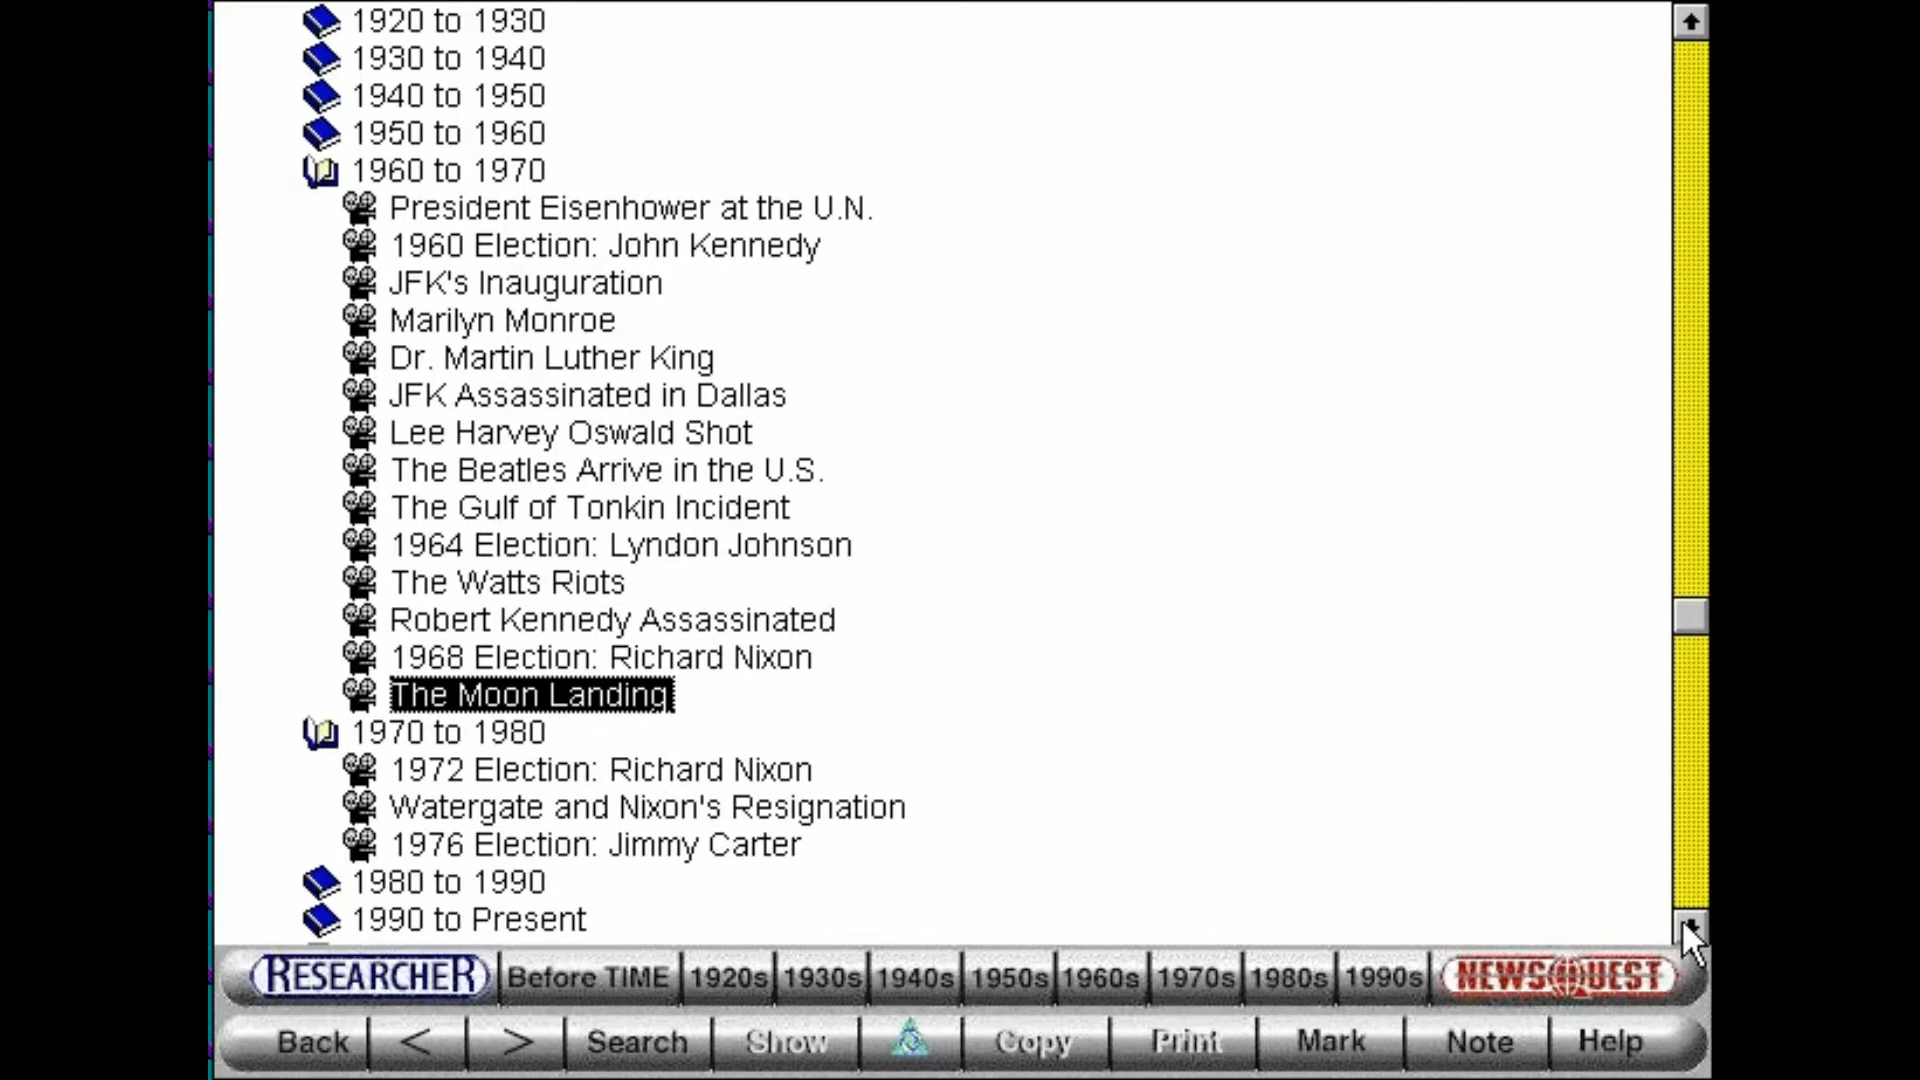 1920 to 1930
1930 to 1940
1940 to 1950
1950 to 1960
1960 to 1970
President Eisenhower at the U.N.
1960 Election: John Kennedy
JFK's Inauguration
Marilyn Monroe
Dr. Martin Luther King
JFK Assassinated in Dallas
Lee Harvey Oswald Shot
The Beatles Arrive in the U.S.
The Gulf of Tonkin Incident
1964 Election: Lyndon Johnson
The Watts Riots
Robert Kennedy Assassinated
1968 Election: Richard Nixon
The Moon Landing
1970 to 1980
1972 Election: Richard Nixon
Watergate and Nixon's Resignation
1976 Election: Jimmy Carter
1980 to 1990
1990 to Present
RESEARCHER Before TIME 1920s 1930s 1940s 1950s 1960s 1970s 1980s 1990s NEWSQUEST
Back < > Search Show Copy Print Mark Note Help